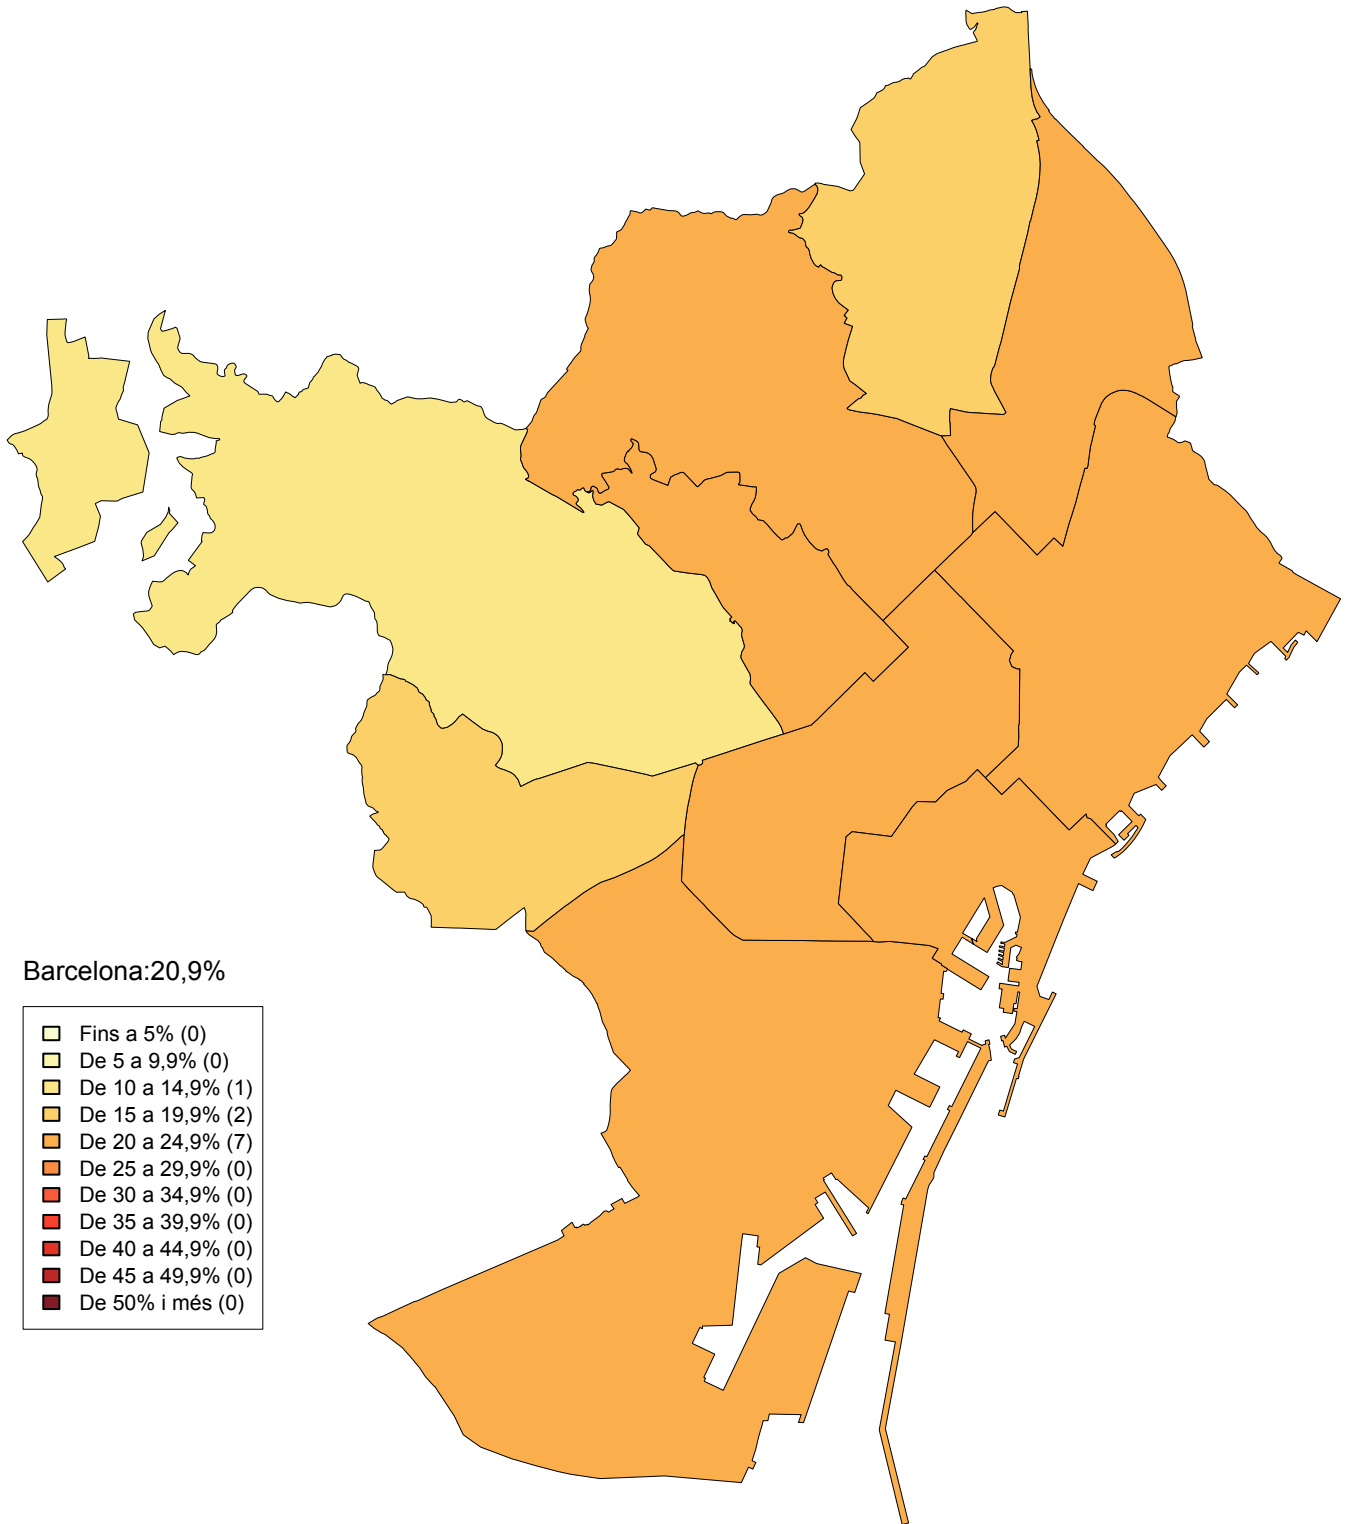 Barcelona:20,9%
Fins a 5% (0)
De 5 a 9,9% (0)
De 10 a 14,9% (1)
De 15 a 19,9% (2)
De 20 a 24,9% (7)
De 25 a 29,9% (0)
De 30 a 34,9% (0)
De 35 a 39,9% (0)
De 40 a 44,9% (0)
De 45 a 49,9% (0)
De 50% i més (0)